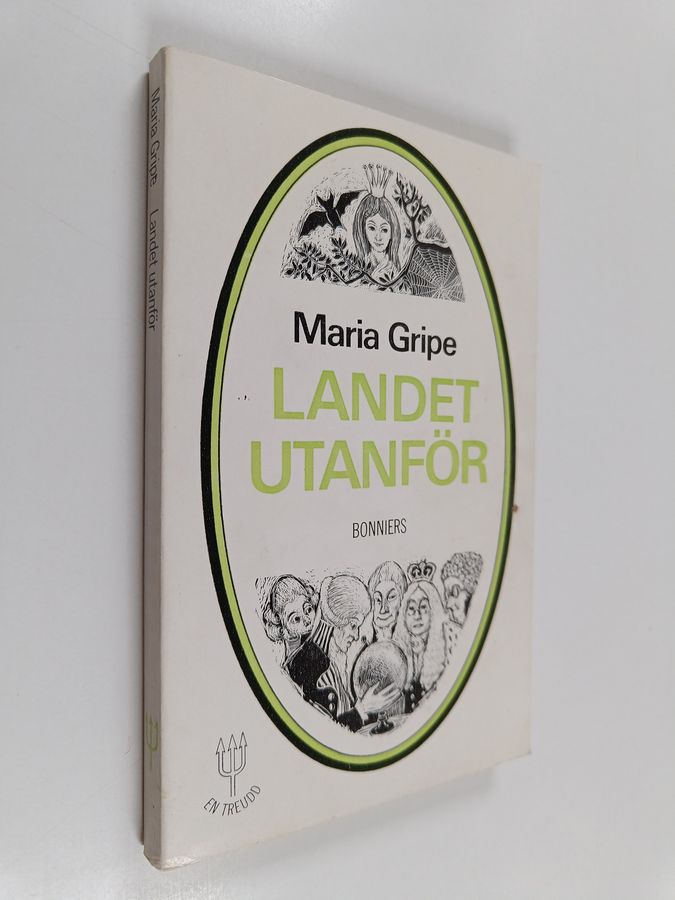 Maria Gripe Landet utanför
Maria Gripe
LANDET
UTANFÖR
BONNIERS
EN TREUDD